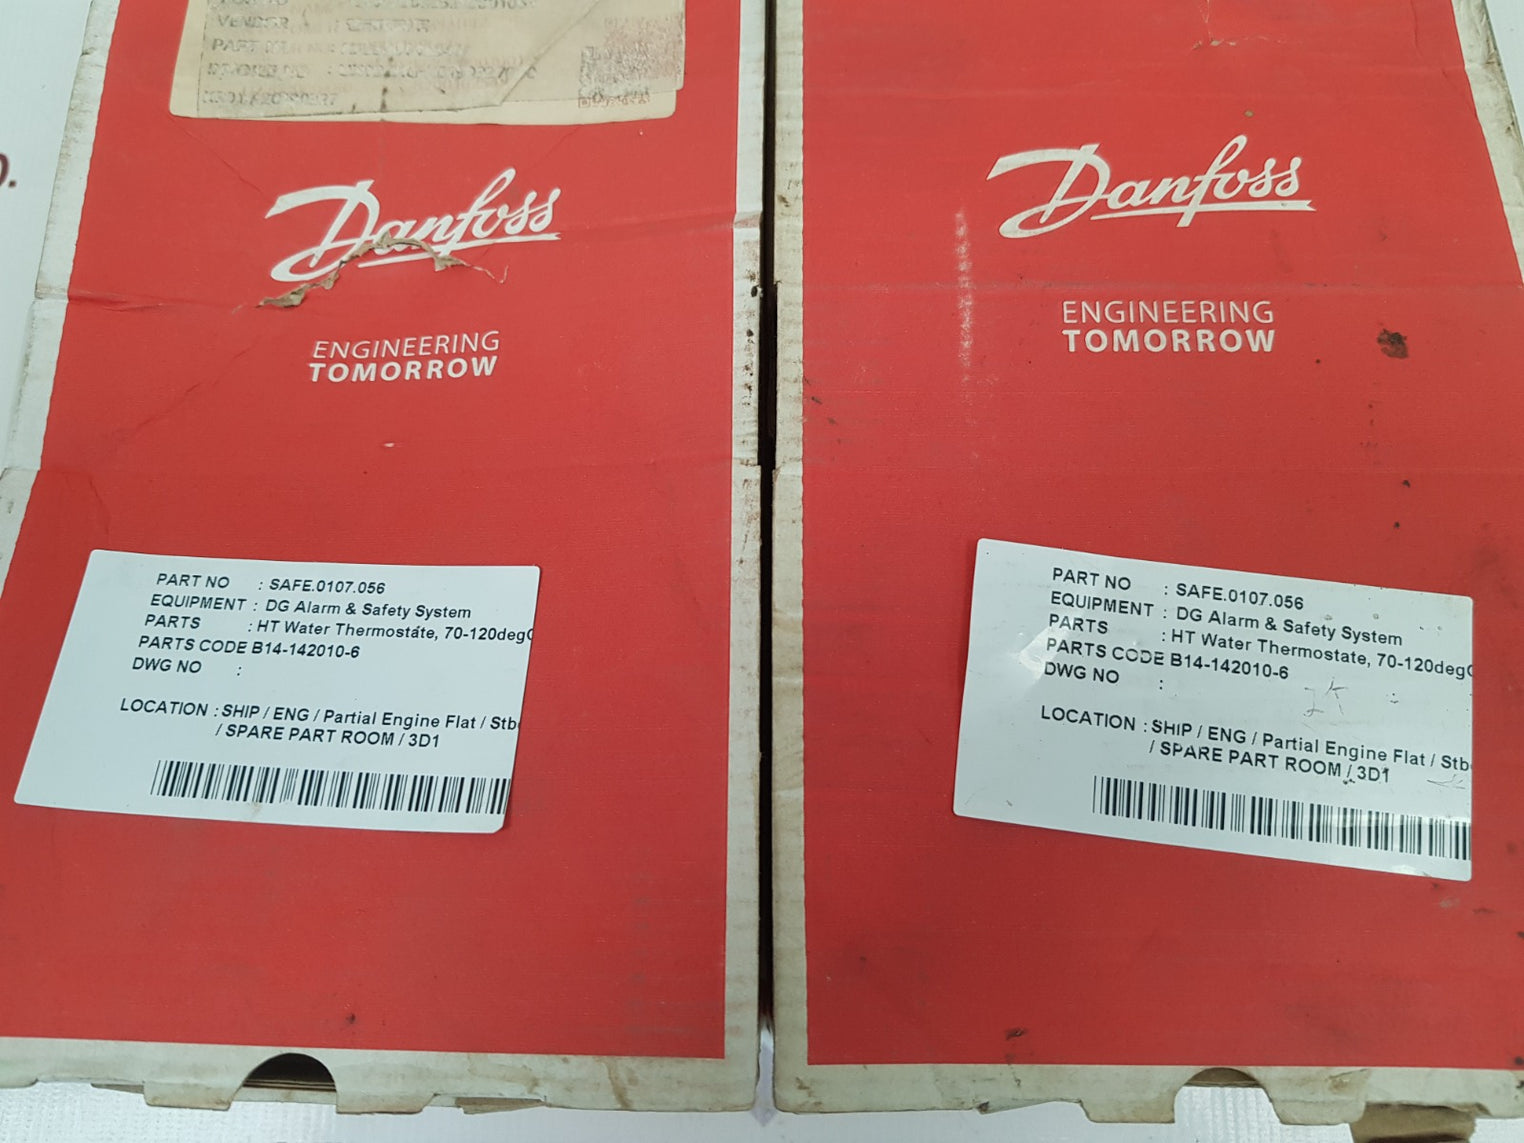 VENDOR :
PART
Danfoss
ENGINEERING
TOMORROW
PART NO : SAFE.0107.056
EQUIPMENT : DG Alarm & Safety System
PARTS : HT Water Thermostate, 70-120deg
PARTS CODE B14-142010-6
DWG NO :
LOCATION : SHIP / ENG / Partial Engine Flat / Stb
/ SPARE PART ROOM / 3D1
Danfoss
ENGINEERING
TOMORROW
PART NO : SAFE.0107.056
EQUIPMENT : DG Alarm & Safety System
PARTS : HT Water Thermostate, 70-120deg
PARTS CODE B14-142010-6
DWG NO :
LOCATION : SHIP / ENG / Partial Engine Flat / Stb
/ SPARE PART ROOM / 3D1